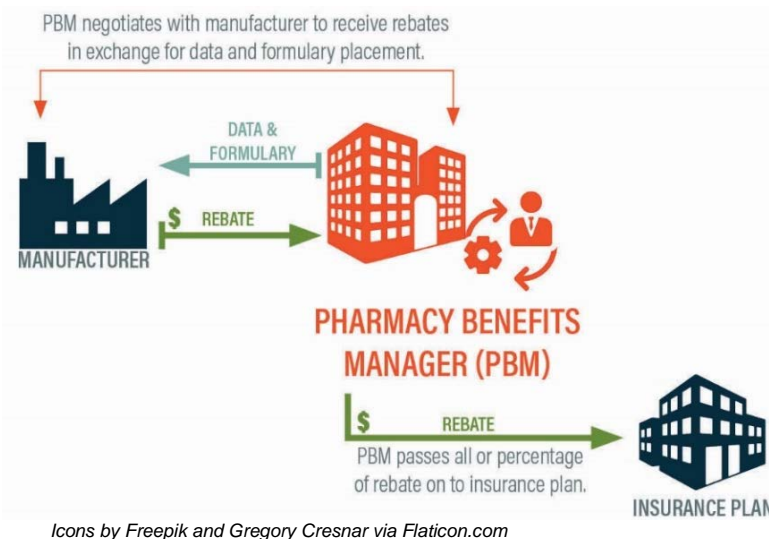 PBM negotiates with manufacturer to receive rebates
in exchange for data and formulary placement.
DATA &
FORMULARY
$ REBATE
MANUFACTURER
PHARMACY BENEFITS
MANAGER (PBM)
$ REBATE
PBM passes all or percentage
of rebate on to insurance plan.
INSURANCE PLAN
Icons by Freepik and Gregory Cresnar via Flaticon.com